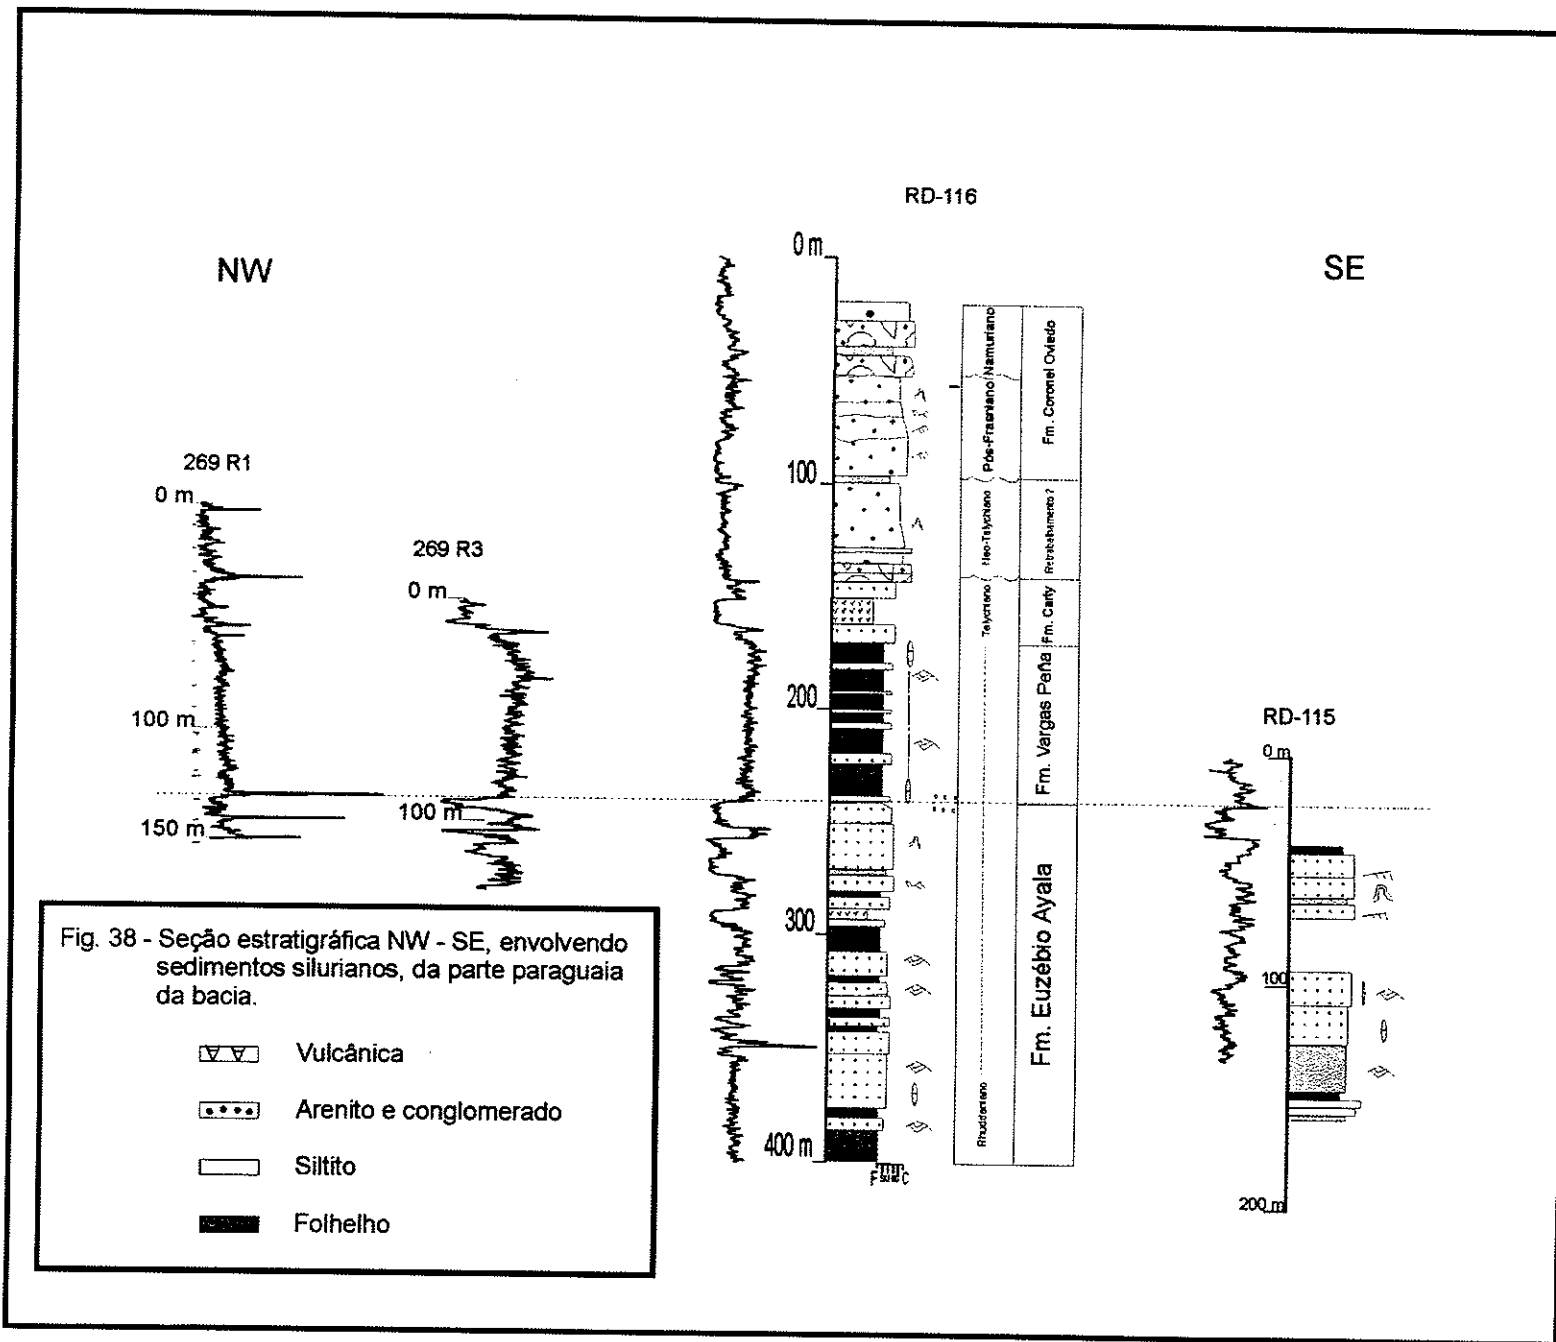 RD-116
NW
0 m
SE
269 R1
0 m
100
269 R3
0 m
200
100 m
RD-115
0 m
100 m
150 m
300
100
400 m
200 m
Namuriano
Pós-Frasniano
Neo-Telychiano
Telychiano
Rhuddaniano
Fm. Coronel Oviedo
Retrabalhamento ?
Fm. Cariy
Fm. Vargas Peña
Fm. Euzébio Ayala
Fig. 38 - Seção estratigráfica NW - SE, envolvendo
sedimentos silurianos, da parte paraguaia
da bacia.
Vulcânica
Arenito e conglomerado
Siltito
Folhelho